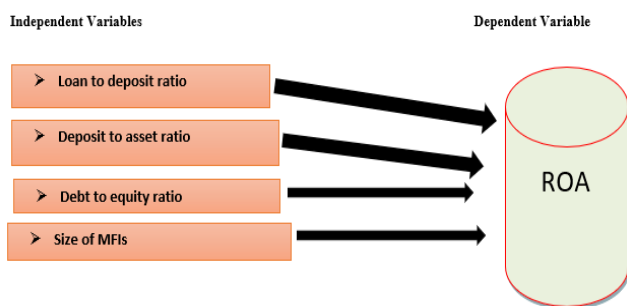 Independent Variables
Dependent Variable
➤ Loan to deposit ratio
➤ Deposit to asset ratio
➤ Debt to equity ratio
➤ Size of MFIs
ROA